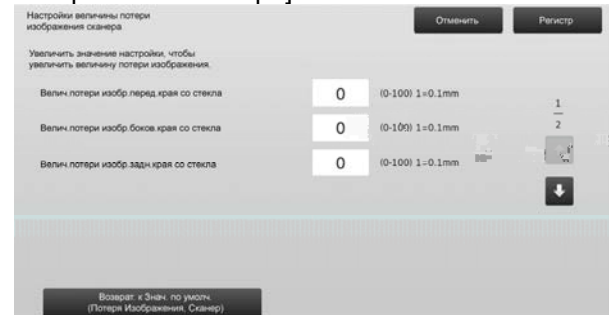 Настройки величины потери
изображения сканера
Отменить
Регистр
Увеличить значение настройки, чтобы
увеличить величину потери изображения.
Велич.потери изобр.перед.края со стекла
0
(0-100) 1=0.1mm
Велич.потери изобр.боков.края со стекла
0
(0-100) 1=0.1mm
Велич.потери изобр.задн.края со стекла
0
(0-100) 1=0.1mm
1
2
Возврат. к Знач. по умолч.
(Потеря Изображения, Сканер)